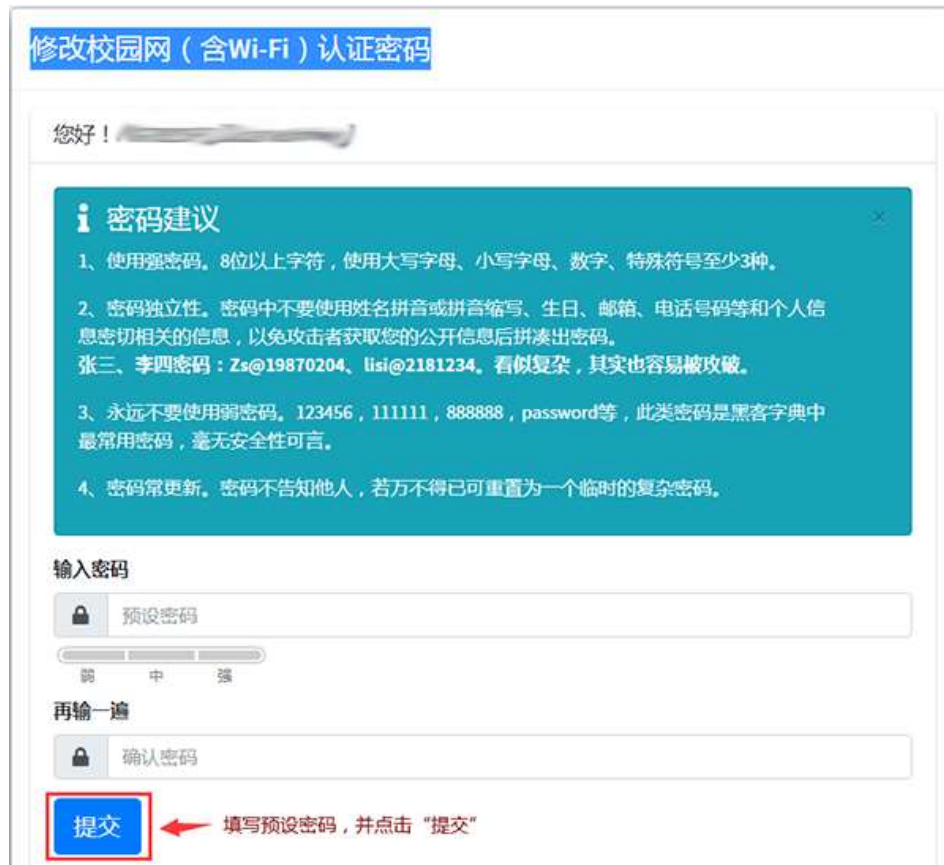 修改校园网（含Wi-Fi）认证密码
您好！
密码建议
1、使用强密码。8位以上字符，使用大写字母、小写字母、数字、特殊符号至少3种。
2、密码独立性。密码中不要使用姓名拼音或拼音缩写、生日、邮箱、电话号码等和个人信
息密切相关的信息，以免攻击者获取您的公开信息后拼凑出密码。
张三、李四密码：Zs@19870204、lisi@2181234。看似复杂，其实也容易被攻破。
3、永远不要使用弱密码。123456，111111，888888，password等，此类密码是黑客字典中
最常用密码，毫无安全性可言。
4、密码常更新。密码不告知他人，若万不得已可重置为一个临时的复杂密码。
输入密码
预设密码
弱 中 强
再输一遍
确认密码
提交 填写预设密码，并点击“提交”